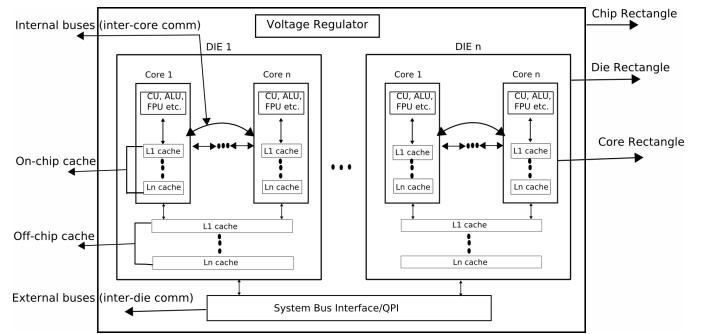 Chip Rectangle
Internal buses (inter-core comm)
Voltage Regulator
DIE 1
DIE n
Die Rectangle
Core 1
Core n
Core 1
Core n
CU, ALU,
FPU etc.
CU, ALU,
FPU etc.
CU, ALU,
FPU etc.
CU, ALU,
FPU etc.
Core Rectangle
L1 cache
L1 cache
L1 cache
L1 cache
On-chip cache
Ln cache
Ln cache
Ln cache
Ln cache
L1 cache
L1 cache
Off-chip cache
Ln cache
Ln cache
External buses (inter-die comm)
System Bus Interface/QPI